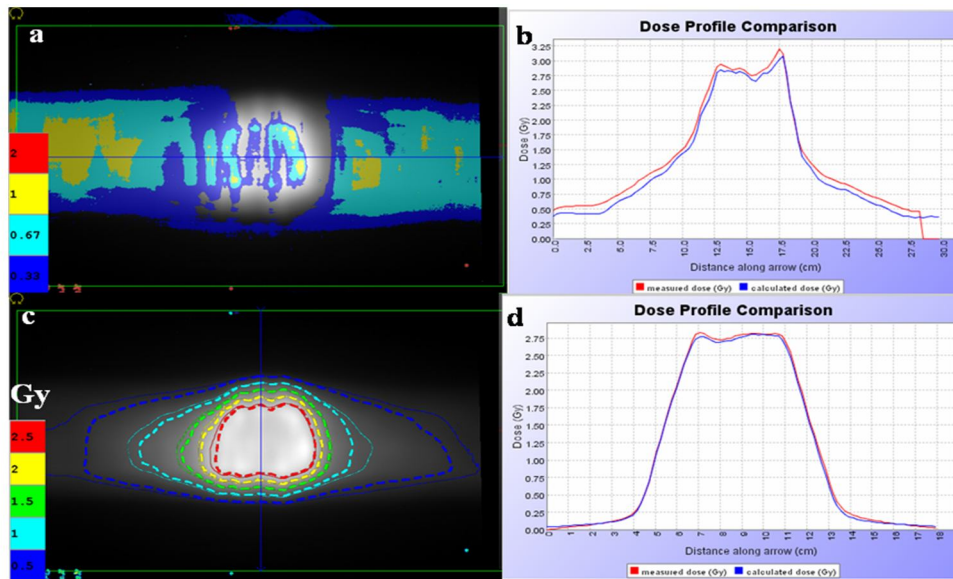 a
2
1
0.67
0.33
b
Dose Profile Comparison
Dose (Gy)
3.25
3.00
2.75
2.50
2.25
2.00
1.75
1.50
1.25
1.00
0.75
0.50
0.25
0.00
0.0 2.5 5.0 7.5 10.0 12.5 15.0 17.5 20.0 22.5 25.0 27.5 30.0
Distance along arrow (cm)
measured dose (Gy) calculated dose (Gy)
c
Gy
2.5
2
1.5
1
0.5
d
Dose Profile Comparison
Dose (Gy)
2.75
2.50
2.25
2.00
1.75
1.50
1.25
1.00
0.75
0.50
0.25
0.00
0 1 2 3 4 5 6 7 8 9 10 11 12 13 14 15 16 17 18
Distance along arrow (cm)
measured dose (Gy) calculated dose (Gy)